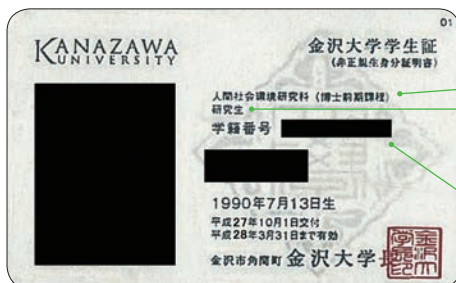 01
KANAZAWA
UNIVERSITY
金沢大学学生証
(非正規生身分証明書)
人間社会環境研究科 (博士前期課程)
研究生
学籍番号
1990年7月13日生
平成27年10月1日交付
平成28年3月31日まで有効
金沢市角間町 金沢大学長